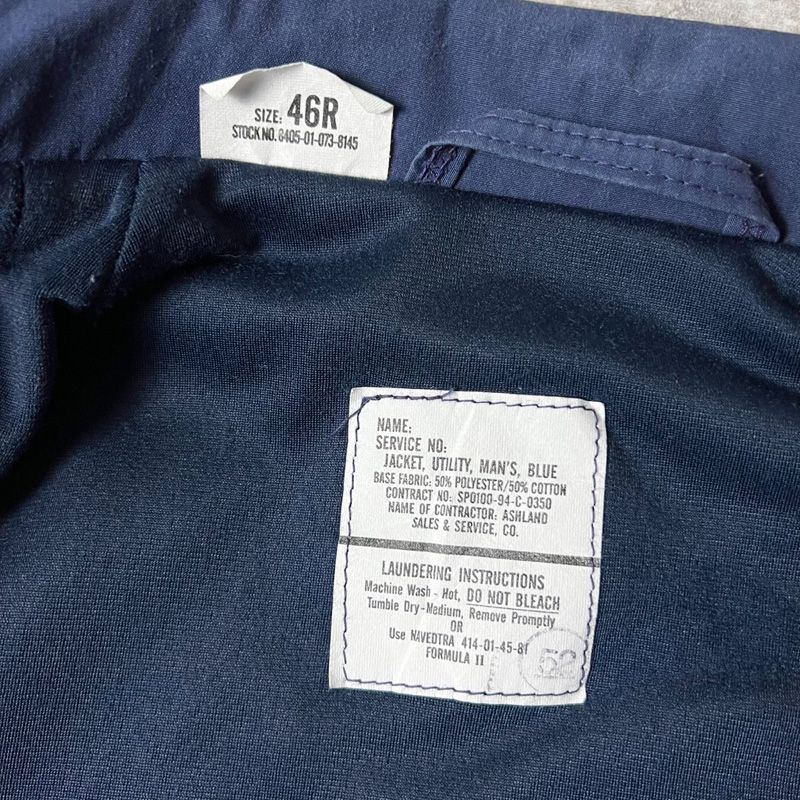 SIZE: 46R
STOCK NO. 8405-01-073-8145
NAME:
SERVICE NO:
JACKET, UTILITY, MAN'S, BLUE
BASE FABRIC: 50% POLYESTER/50% COTTON
CONTRACT NO: SPO100-94-C-0350
NAME OF CONTRACTOR: ASHLAND
SALES & SERVICE, CO.
LAUNDERING INSTRUCTIONS
Machine Wash - Hot, DO NOT BLEACH
Tumble Dry-Medium, Remove Promptly
OR
Use NAVEDTRA 414-01-45-81
FORMULA II
52